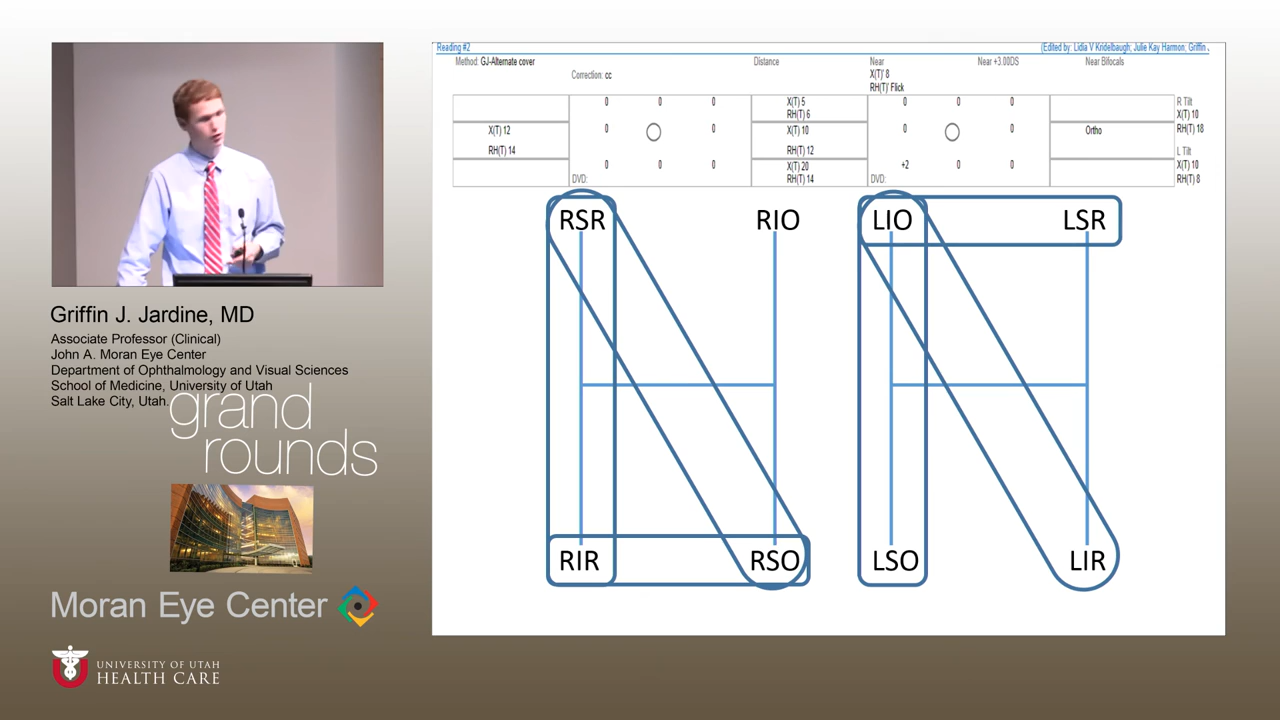 Reading #2
(Edited by: Lidia V Kridelbaugh; Julie Kay Harmon; Griffin J
Method: GJ-Alternate cover
Correction: cc
Distance
Near
X(T)' 8
RH(T)' Flick
Near +3.00DS
Near Bifocals
0 0 0 X(T) 5 0 0 0 R Tilt
RH(T) 6 X(T) 10
X(T) 12 0 0 X(T) 10 0 0 Ortho RH(T) 18
RH(T) 14 RH(T) 12 L Tilt
0 0 0 X(T) 20 +2 0 0 X(T) 10
DVD: RH(T) 14 DVD: RH(T) 8
RSR RIO LIO LSR
RIR RSO LSO LIR
Griffin J. Jardine, MD
Associate Professor (Clinical)
John A. Moran Eye Center
Department of Ophthalmology and Visual Sciences
School of Medicine, University of Utah
Salt Lake City, Utah.
grand
rounds
Moran Eye Center
U
UNIVERSITY OF UTAH
HEALTH CARE